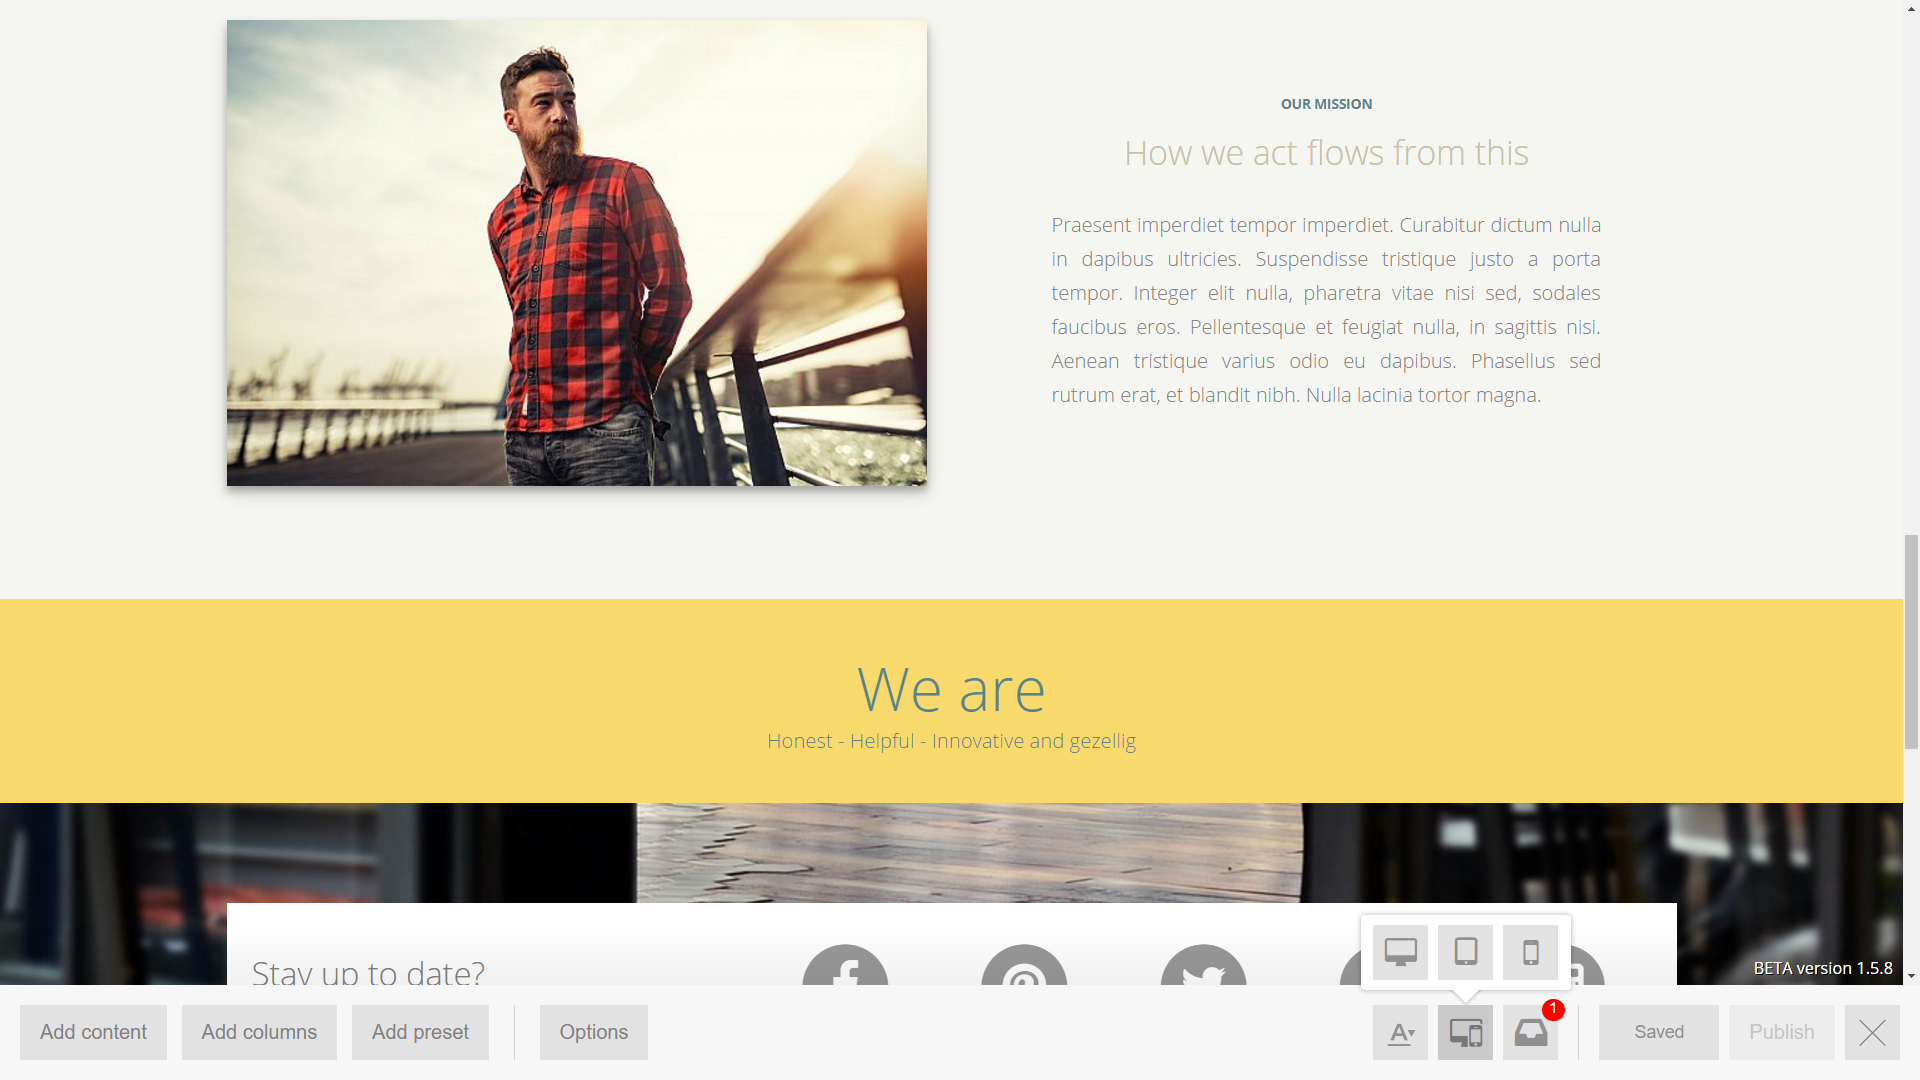 OUR MISSION
How we act flows from this
Praesent imperdiet tempor imperdiet. Curabitur dictum nulla
in dapibus ultricies. Suspendisse tristique justo a porta
tempor. Integer elit nulla, pharetra vitae nisi sed, sodales
faucibus eros. Pellentesque et feugiat nulla, in sagittis nisi.
Aenean tristique varius odio eu dapibus. Phasellus sed
rutrum erat, et blandit nibh. Nulla lacinia tortor magna.
We are
Honest - Helpful - Innovative and gezellig
Stay up to date?
BETA version 1.5.8
Add content
Add columns
Add preset
Options
A
1
Saved
Publish